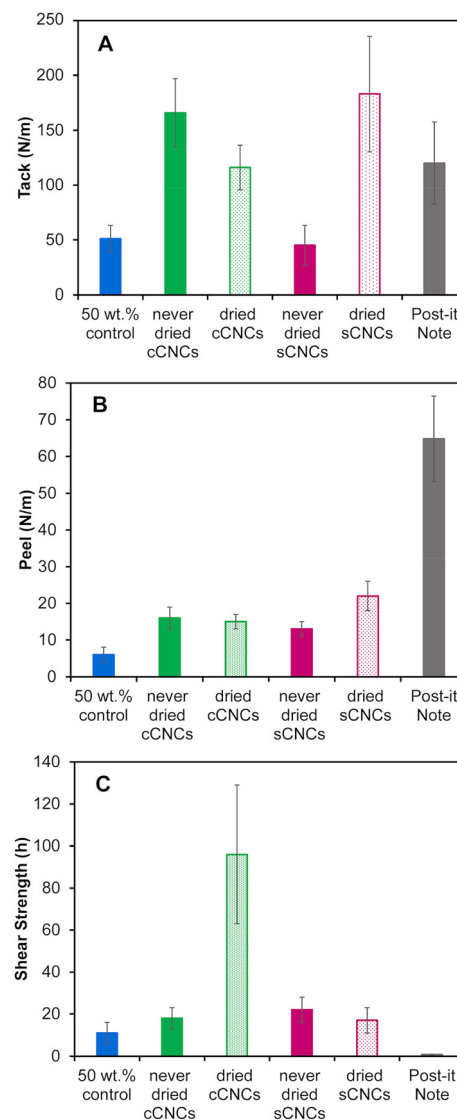 A
Tack (N/m)
250
200
150
100
50
0
50 wt.% never dried never dried Post-it
control dried cCNCs dried sCNCs Note
cCNCs sCNCs
B
Peel (N/m)
80
70
60
50
40
30
20
10
0
50 wt.% never dried never dried Post-it
control dried cCNCs dried sCNCs Note
cCNCs sCNCs
C
Shear Strength (h)
140
120
100
80
60
40
20
0
50 wt.% never dried never dried Post-it
control dried cCNCs dried sCNCs Note
cCNCs sCNCs